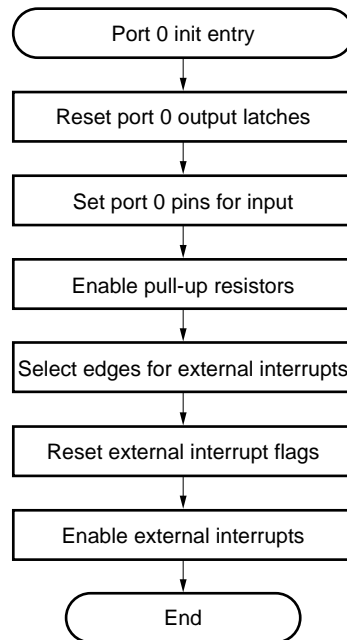 Port 0 init entry
Reset port 0 output latches
Set port 0 pins for input
Enable pull-up resistors
Select edges for external interrupts
Reset external interrupt flags
Enable external interrupts
End